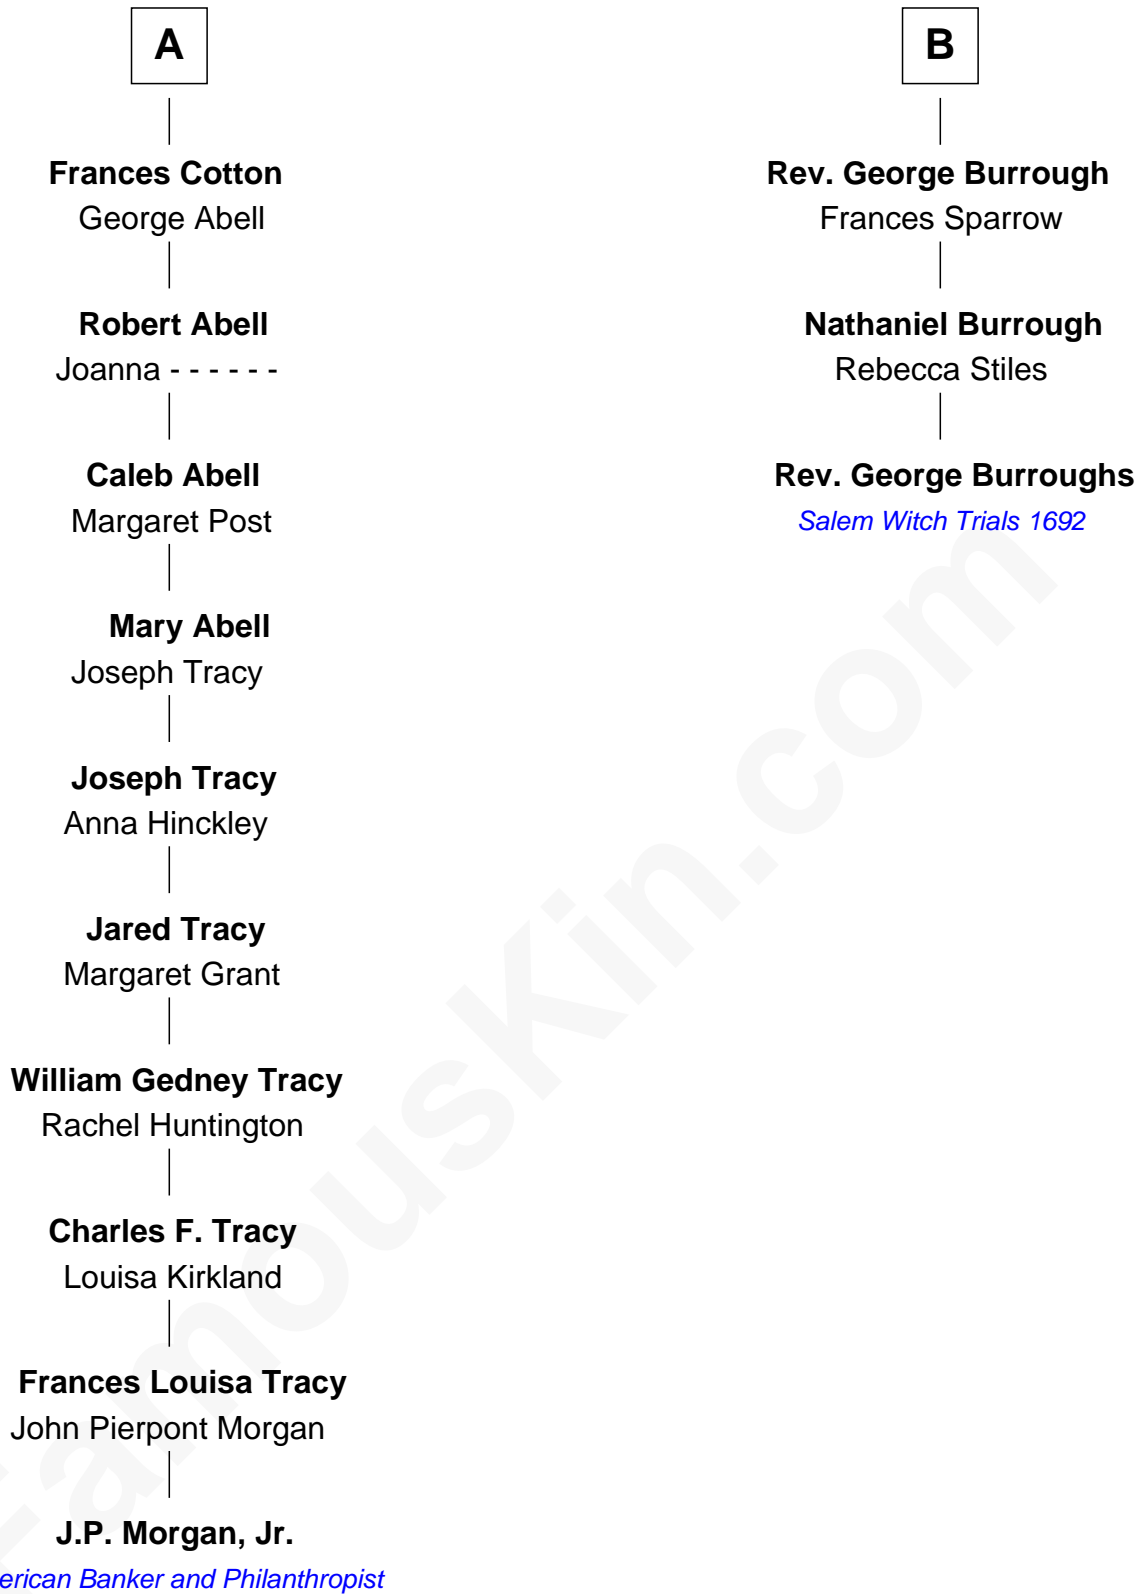 A
Frances Cotton
George Abell
Robert Abell
Joanna - - - - - -
Caleb Abell
Margaret Post
Mary Abell
Joseph Tracy
Joseph Tracy
Anna Hinckley
Jared Tracy
Margaret Grant
William Gedney Tracy
Rachel Huntington
Charles F. Tracy
Louisa Kirkland
Frances Louisa Tracy
John Pierpont Morgan
J.P. Morgan, Jr.
erican Banker and Philanthropist
B
Rev. George Burrough
Frances Sparrow
Nathaniel Burrough
Rebecca Stiles
Rev. George Burroughs
Salem Witch Trials 1692
FamousKin.com